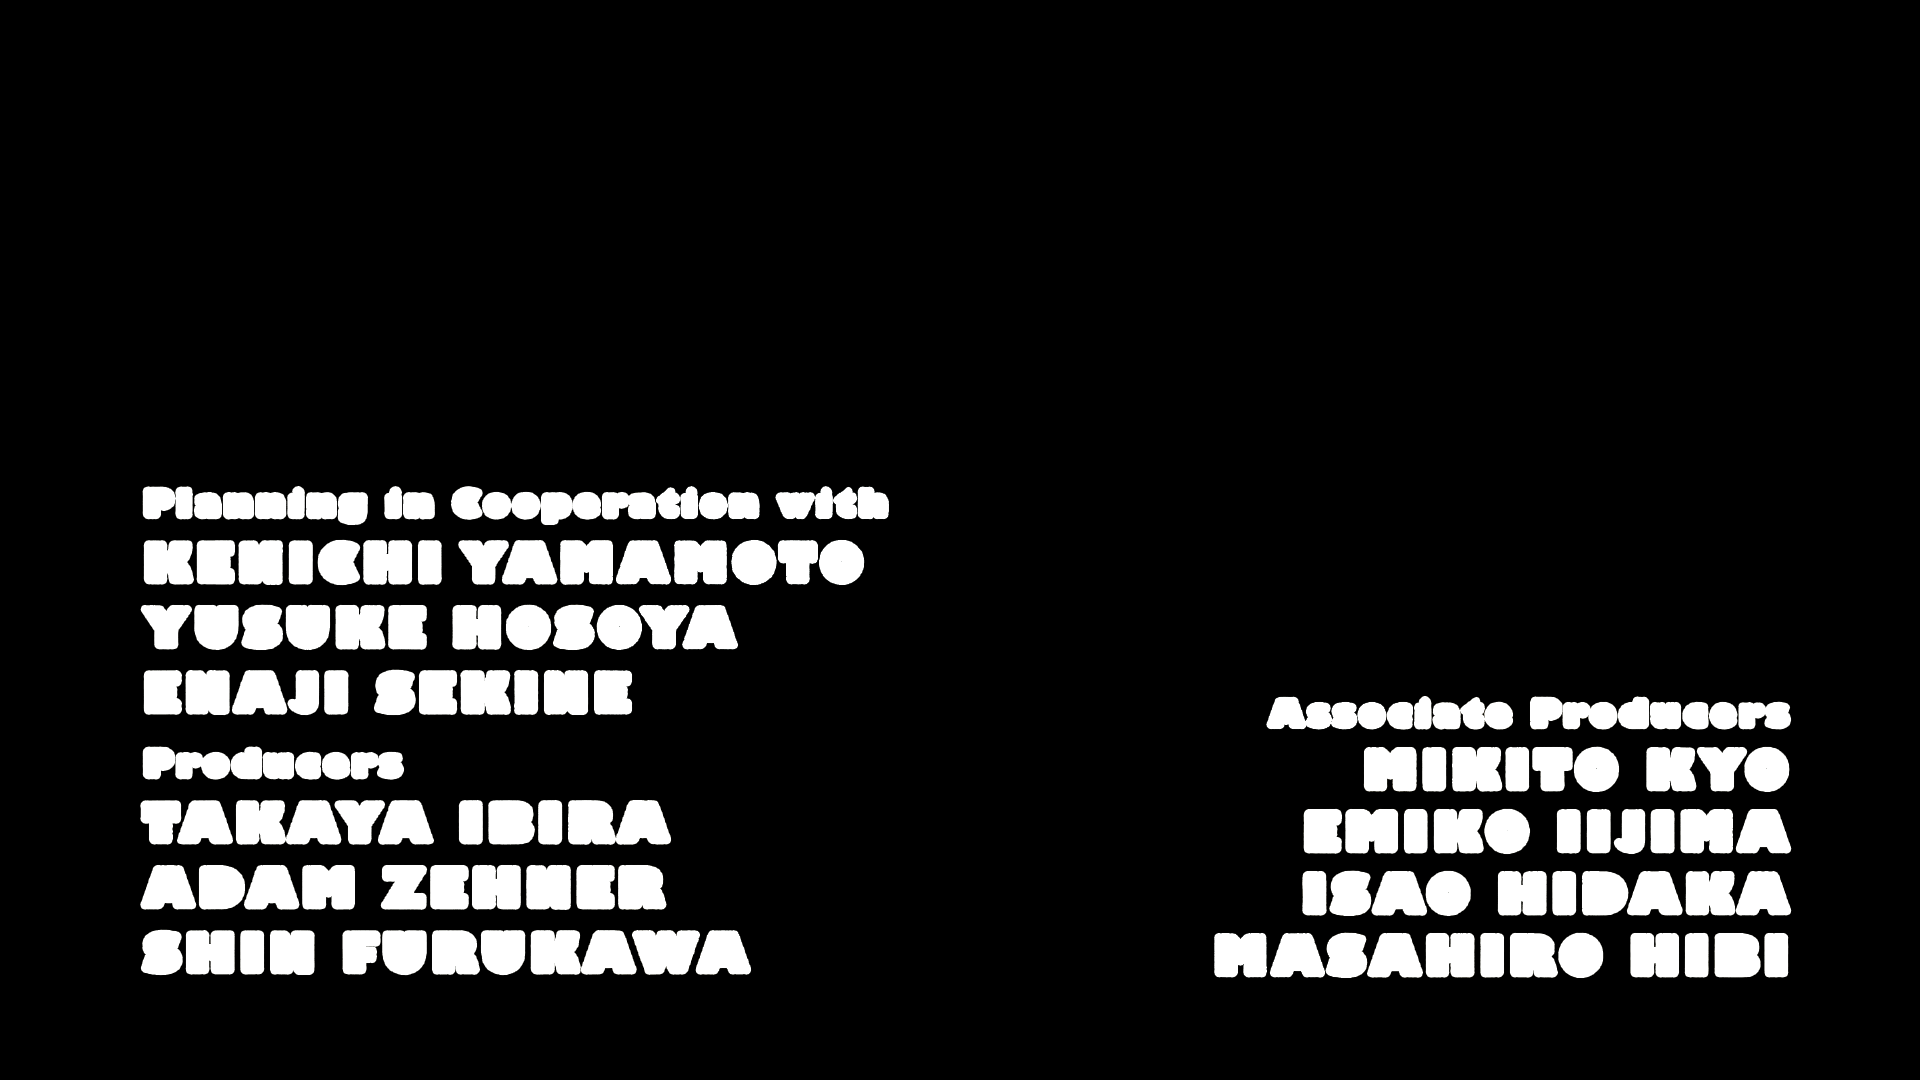 Planning in Cooperation with
KENICHI YAMAMOTO
YUSUKE HOSOYA
ENAJI SEKINE
Producers
TAKAYA IBIRA
ADAM ZEHNER
SHIN FURUKAWA
Associate Producers
MIKITO KYO
EMIKO IIJIMA
ISAO HIDAKA
MASAHIRO HIBI